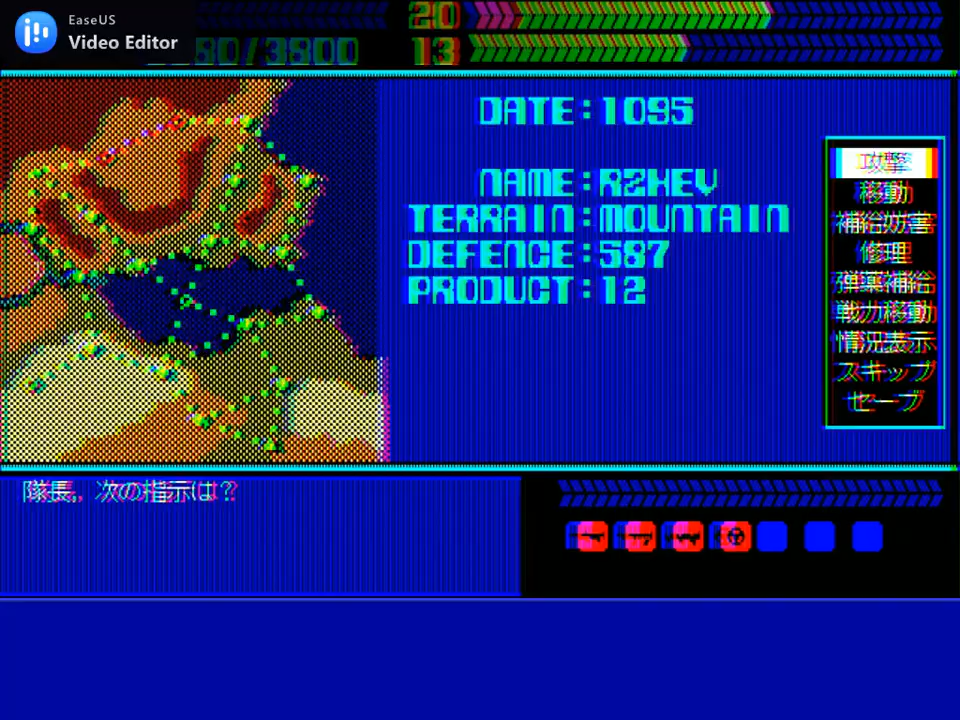 EaseUS
Video Editor
20
80/3800
13
DATE:1095
NAME:RZHEV
TERRAIN:MOUNTAIN
DEFENCE:587
PRODUCT:12
攻撃
移動
補給妨害
修理
弾薬補給
戦力移動
情況表示
スキップ
セーブ
隊長, 次の指示は?